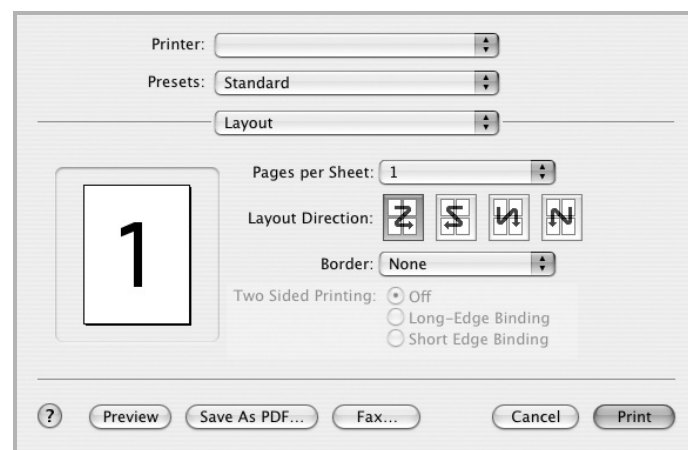 Printer:
Presets: Standard
Layout
Pages per Sheet: 1
Layout Direction:
Border: None
Two Sided Printing: Off
Long-Edge Binding
Short Edge Binding
1
? Preview Save As PDF... Fax... Cancel Print